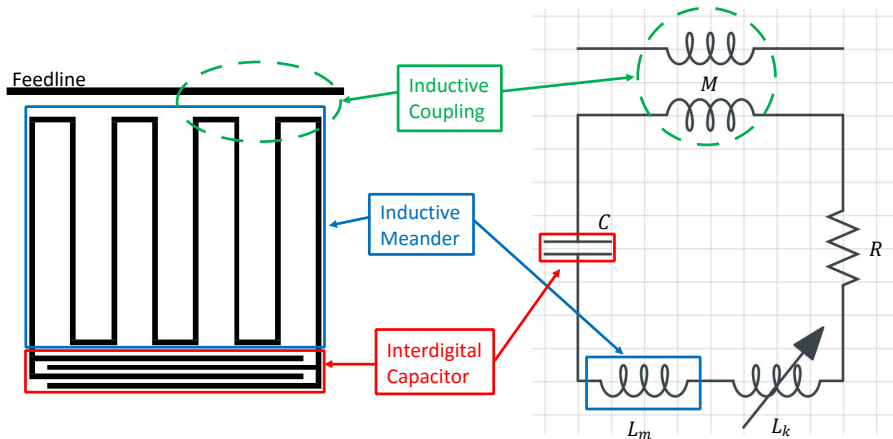 Feedline
Inductive
Coupling
M
Inductive
Meander
C
R
Interdigital
Capacitor
L_m
L_k